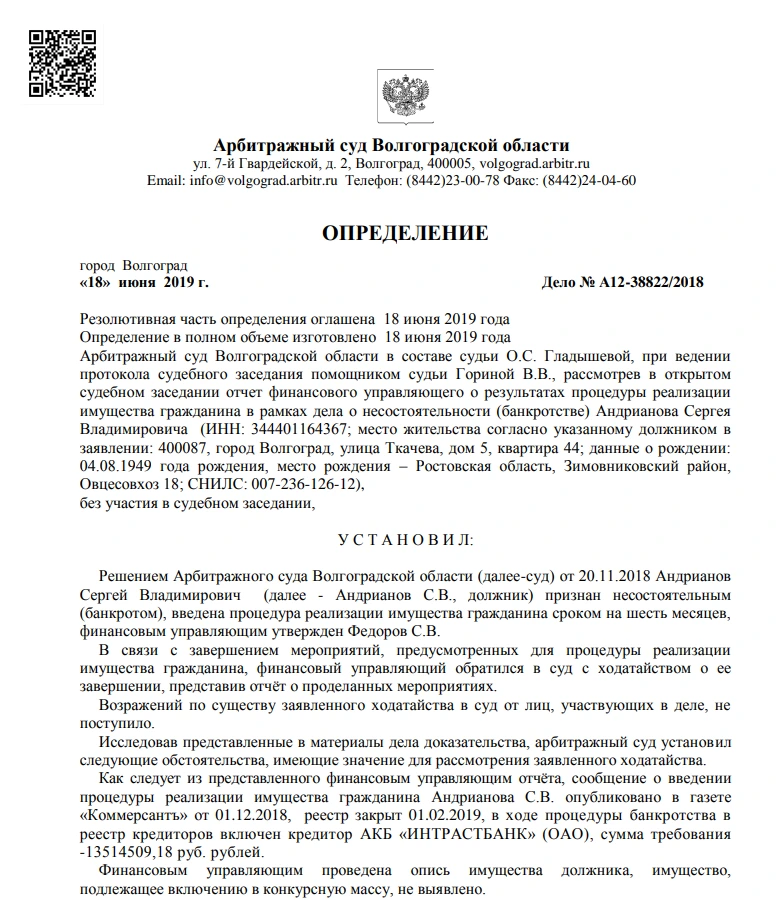 Арбитражный суд Волгоградской области
ул. 7-й Гвардейской, д. 2, Волгоград, 400005, volgograd.arbitr.ru
Email: info@volgograd.arbitr.ru Телефон: (8442)23-00-78 Факс: (8442)24-04-60
ОПРЕДЕЛЕНИЕ
город Волгоград
«18» июня 2019 г. Дело № А12-38822/2018
Резолютивная часть определения оглашена 18 июня 2019 года
Определение в полном объеме изготовлено 18 июня 2019 года
Арбитражный суд Волгоградской области в составе судьи О.С. Гладышевой, при ведении
протокола судебного заседания помощником судьи Гориной В.В., рассмотрев в открытом
судебном заседании отчет финансового управляющего о результатах процедуры реализации
имущества гражданина в рамках дела о несостоятельности (банкротстве) Андрианова Сергея
Владимировича (ИНН: 344401164367; место жительства согласно указанному должником в
заявлении: 400087, город Волгоград, улица Ткачева, дом 5, квартира 44; данные о рождении:
04.08.1949 года рождения, место рождения – Ростовская область, Зимовниковский район,
Овцесовхоз 18; СНИЛС: 007-236-126-12),
без участия в судебном заседании,
У С Т А Н О В И Л:
Решением Арбитражного суда Волгоградской области (далее-суд) от 20.11.2018 Андрианов
Сергей Владимирович (далее - Андрианов С.В., должник) признан несостоятельным
(банкротом), введена процедура реализации имущества гражданина сроком на шесть месяцев,
финансовым управляющим утвержден Федоров С.В.
В связи с завершением мероприятий, предусмотренных для процедуры реализации
имущества гражданина, финансовый управляющий обратился в суд с ходатайством о ее
завершении, представив отчёт о проделанных мероприятиях.
Возражений по существу заявленного ходатайства в суд от лиц, участвующих в деле, не
поступило.
Исследовав представленные в материалы дела доказательства, арбитражный суд установил
следующие обстоятельства, имеющие значение для рассмотрения заявленного ходатайства.
Как следует из представленного финансовым управляющим отчёта, сообщение о введении
процедуры реализации имущества гражданина Андрианова С.В. опубликовано в газете
«Коммерсантъ» от 01.12.2018, реестр закрыт 01.02.2019, в ходе процедуры банкротства в
реестр кредиторов включен кредитор АКБ «ИНТРАСТБАНК» (ОАО), сумма требования
-13514509,18 руб. рублей.
Финансовым управляющим проведена опись имущества должника, имущество,
подлежащее включению в конкурсную массу, не выявлено.